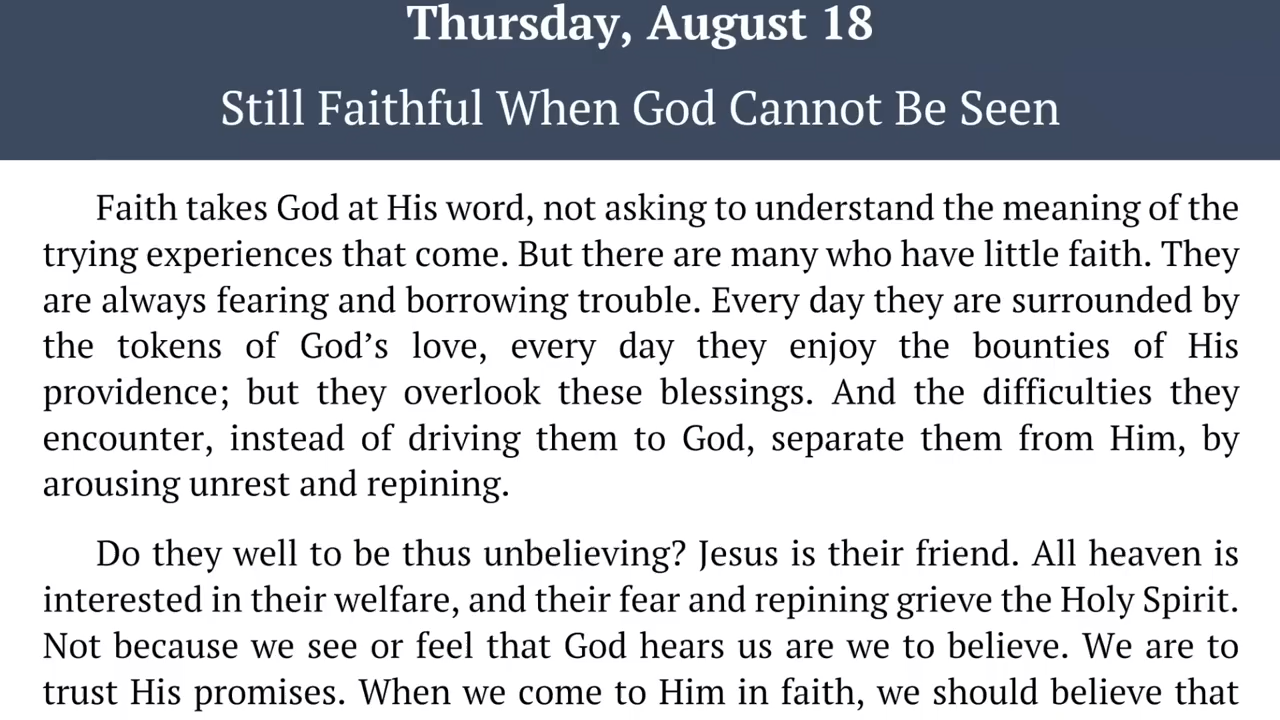 Thursday, August 18
Still Faithful When God Cannot Be Seen
Faith takes God at His word, not asking to understand the meaning of the
trying experiences that come. But there are many who have little faith. They
are always fearing and borrowing trouble. Every day they are surrounded by
the tokens of God’s love, every day they enjoy the bounties of His
providence; but they overlook these blessings. And the difficulties they
encounter, instead of driving them to God, separate them from Him, by
arousing unrest and repining.
Do they well to be thus unbelieving? Jesus is their friend. All heaven is
interested in their welfare, and their fear and repining grieve the Holy Spirit.
Not because we see or feel that God hears us are we to believe. We are to
trust His promises. When we come to Him in faith, we should believe that